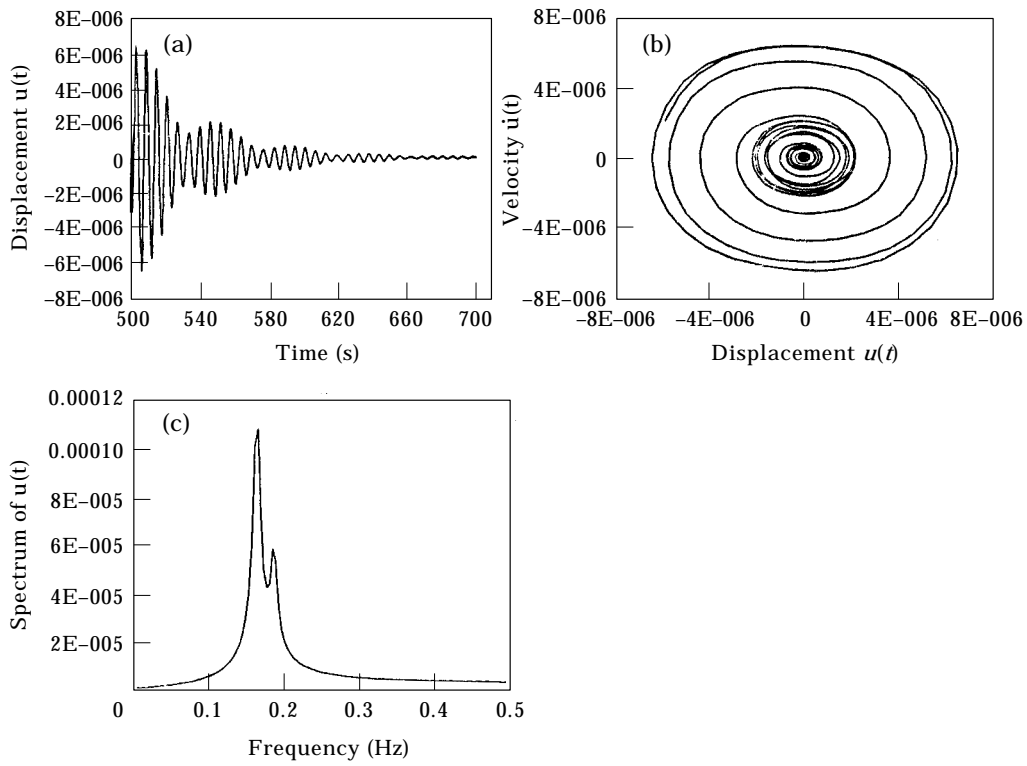 (a)
Displacement u(t)
8E–006
6E–006
4E–006
2E–006
0
–2E–006
–4E–006
–6E–006
–8E–006
500 540 580 620 660 700
Time (s)
(b)
Velocity u̇(t)
8E–006
4E–006
0
–4E–006
–8E–006
–8E–006 –4E–006 0 4E–006 8E–006
Displacement u(t)
(c)
Spectrum of u(t)
0.00012
0.00010
8E–005
6E–005
4E–005
2E–005
0 0.1 0.2 0.3 0.4 0.5
Frequency (Hz)